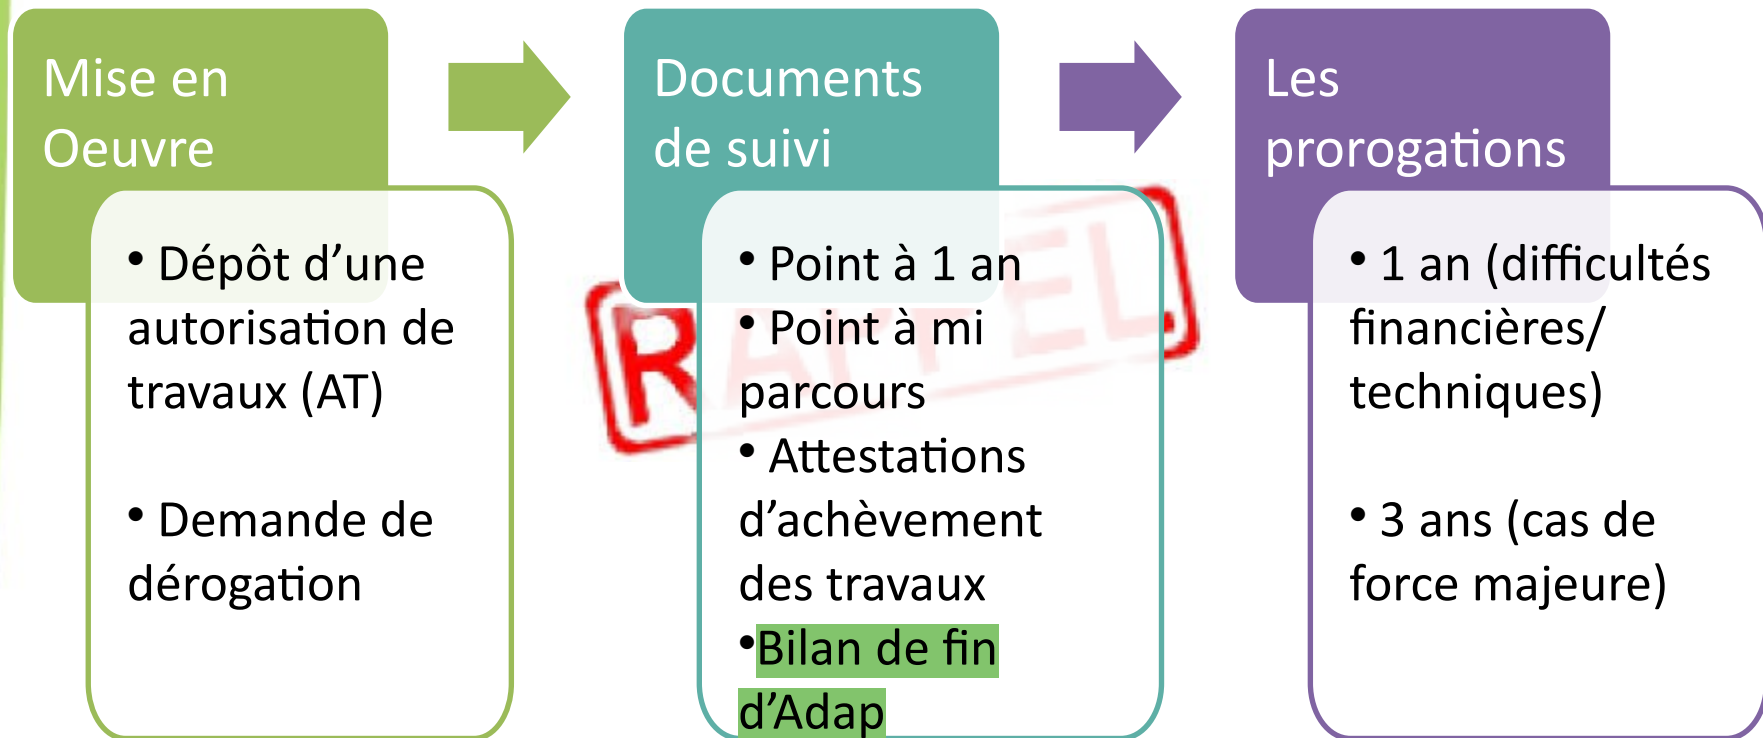 Mise en
Oeuvre
• Dépôt d’une
autorisation de
travaux (AT)
• Demande de
dérogation
Documents
de suivi
• Point à 1 an
• Point à mi
parcours
• Attestations
d’achèvement
des travaux
•Bilan de fin
d’Adap
RAPPEL
Les
prorogations
• 1 an (difficultés
financières/
techniques)
• 3 ans (cas de
force majeure)